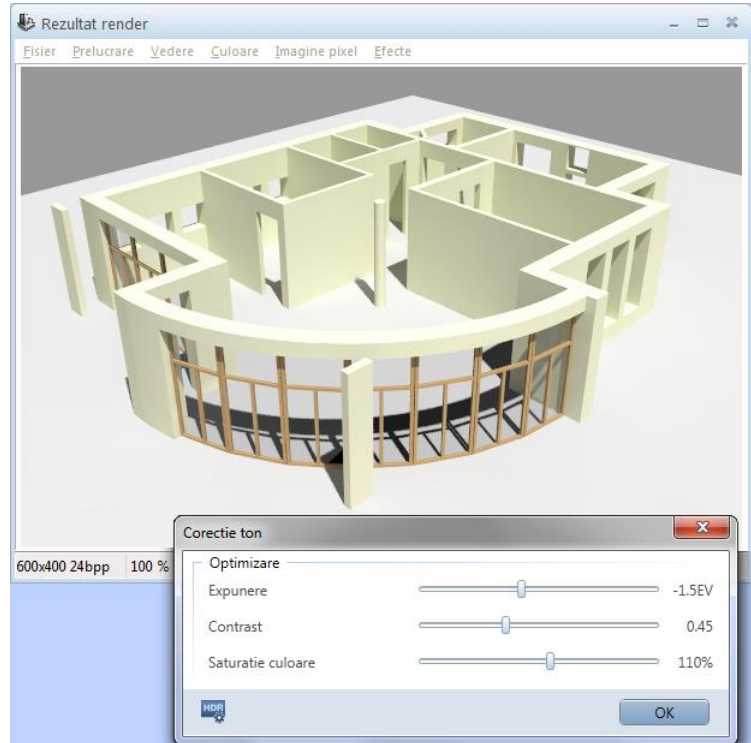 Rezultat render
Fisier Prelucrare Vedere Culoare Imagine pixel Efecte
600x400 24bpp 100 %
Corectie ton
Optimizare
Expunere -1.5EV
Contrast 0.45
Saturatie culoare 110%
HDR OK